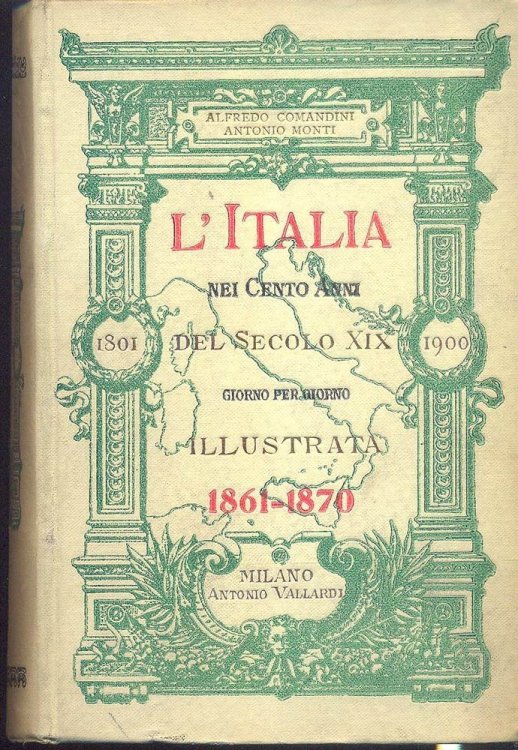 ALFREDO COMANDINI
ANTONIO MONTI
L'ITALIA
NEI CENTO ANNI
1801
DEL SECOLO XIX
1900
GIORNO PER GIORNO
ILLUSTRATA
1861-1870
MILANO
ANTONIO VALLARDI